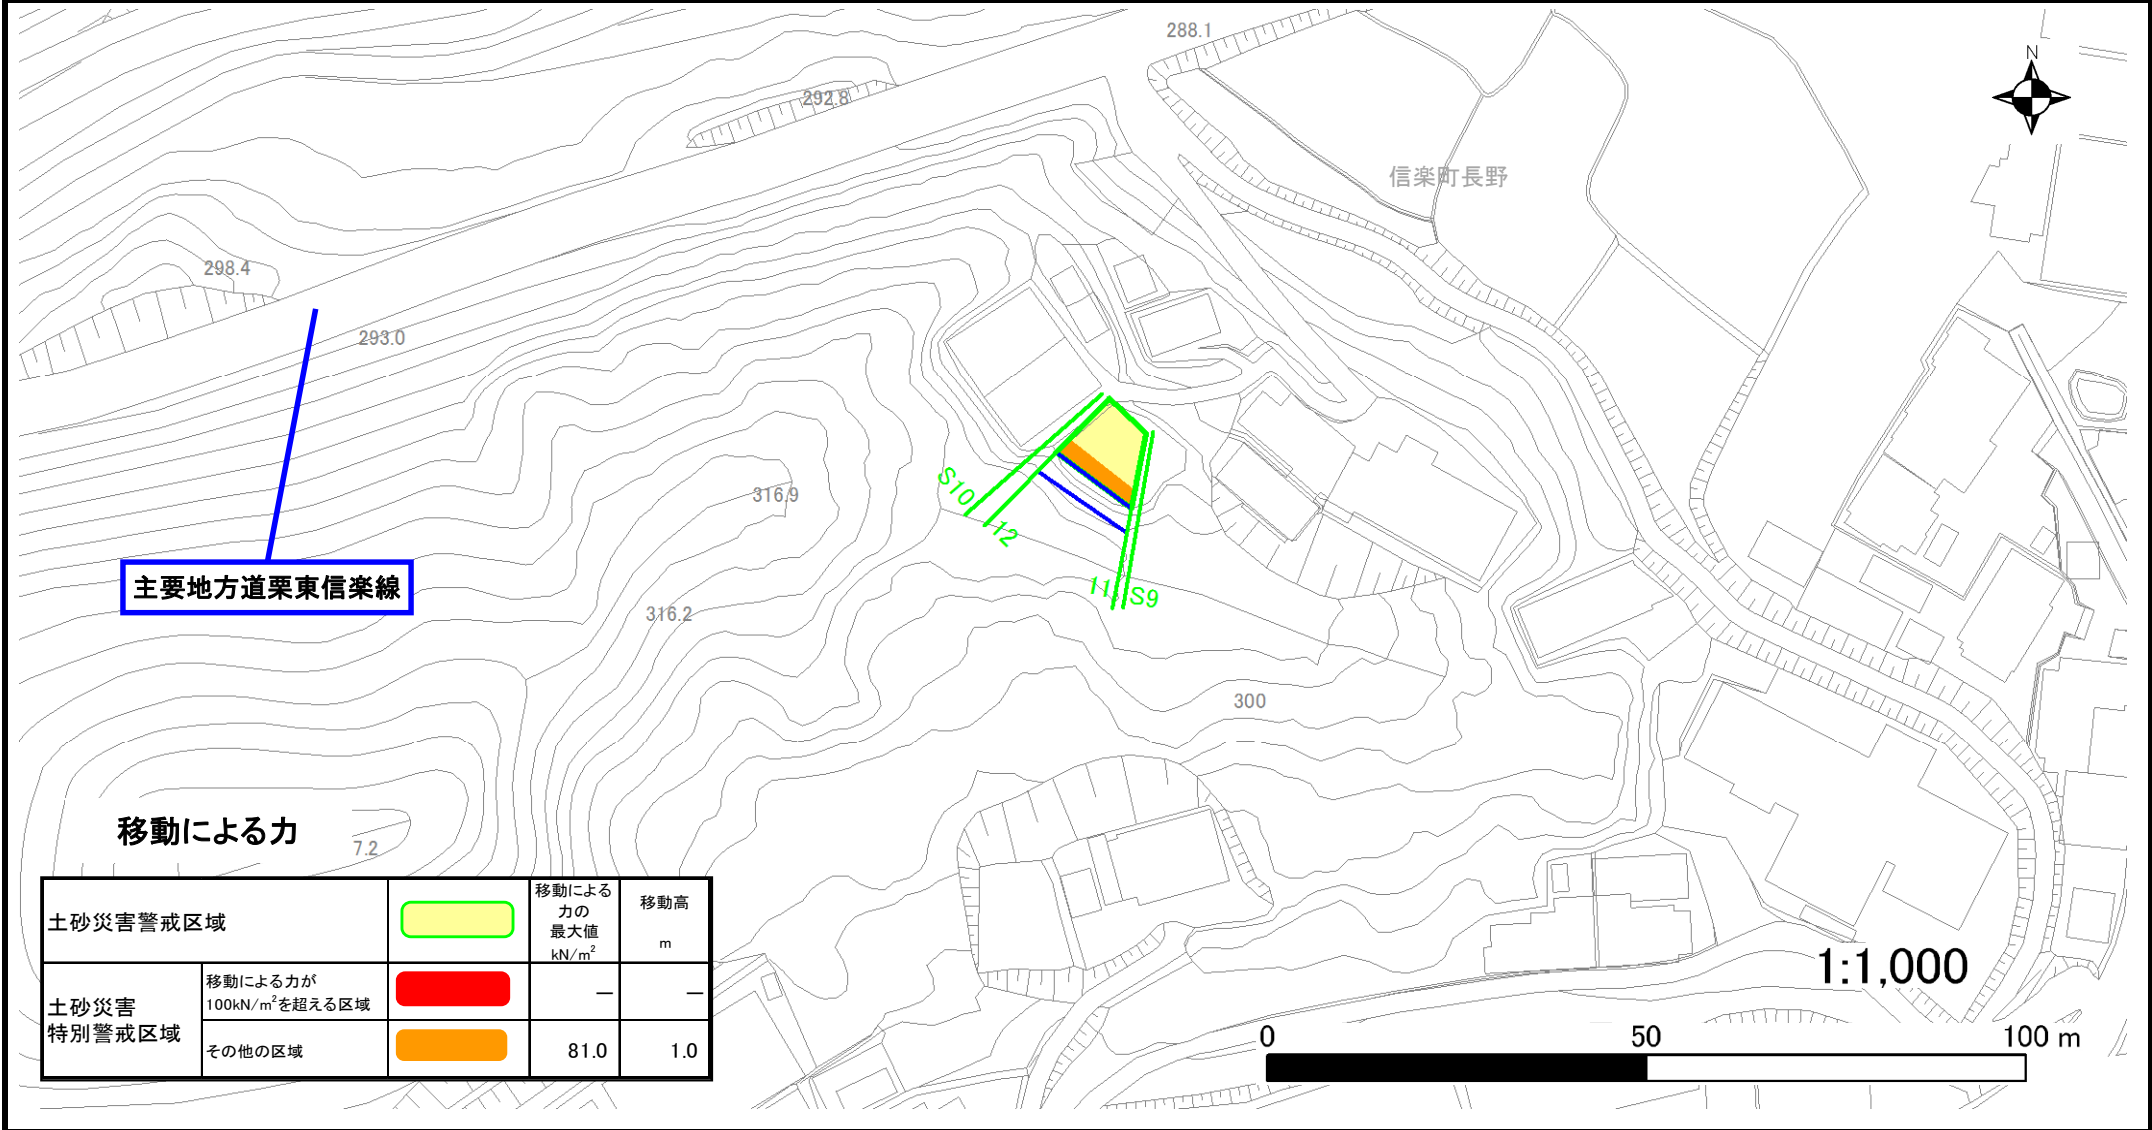 288.1
N
292.8
信楽町長野
298.4
293.0
S10
12
316.9
11
S9
主要地方道栗東信楽線
316.2
300
移動による力
7.2
土砂災害警戒区域
移動による
力の
最大値
kN/m²
移動高
m
土砂災害
特別警戒区域
移動による力が
100kN/m²を超える区域
—
—
その他の区域
81.0
1.0
1:1,000
0
50
100 m